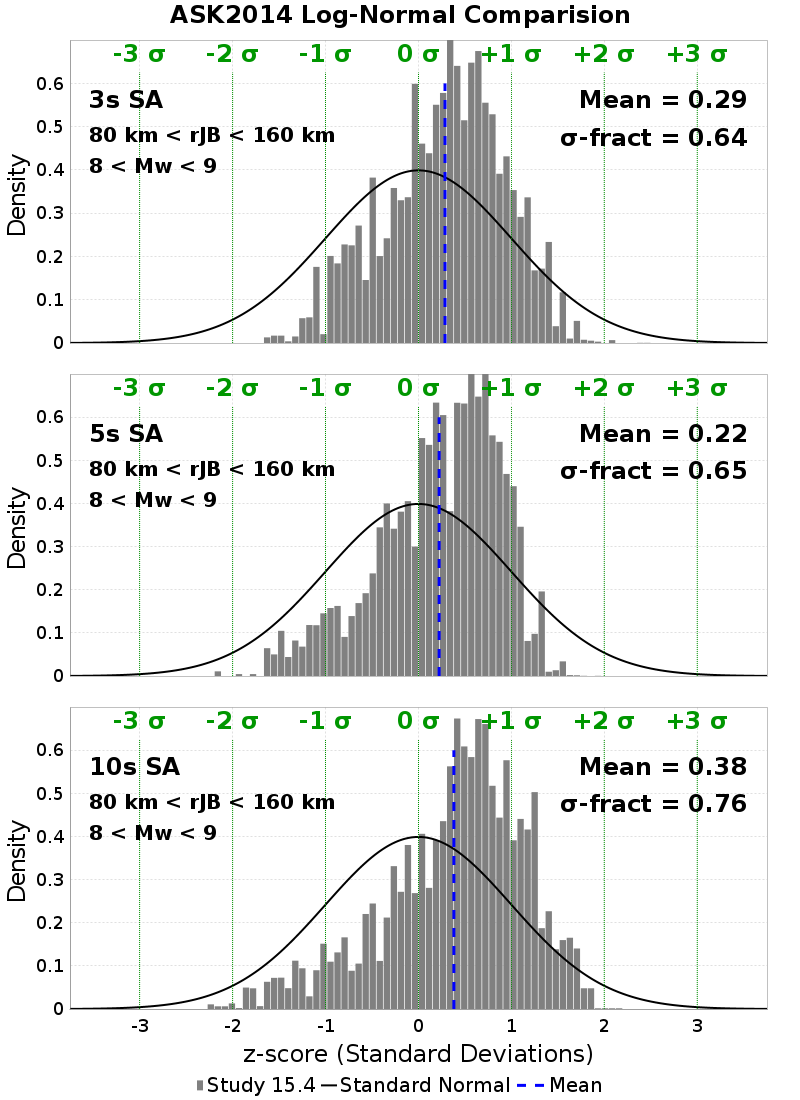 ASK2014 Log-Normal Comparision
-3 σ -2 σ -1 σ 0 σ +1 σ +2 σ +3 σ
3s SA
80 km < rJB < 160 km
8 < Mw < 9
Mean = 0.29
σ-fract = 0.64
0.6
0.5
0.4
0.3
0.2
0.1
0
Density
-3 σ -2 σ -1 σ 0 σ +1 σ +2 σ +3 σ
5s SA
80 km < rJB < 160 km
8 < Mw < 9
Mean = 0.22
σ-fract = 0.65
0.6
0.5
0.4
0.3
0.2
0.1
0
Density
-3 σ -2 σ -1 σ 0 σ +1 σ +2 σ +3 σ
10s SA
80 km < rJB < 160 km
8 < Mw < 9
Mean = 0.38
σ-fract = 0.76
0.6
0.5
0.4
0.3
0.2
0.1
0
Density
-3 -2 -1 0 1 2 3
z-score (Standard Deviations)
Study 15.4 Standard Normal Mean